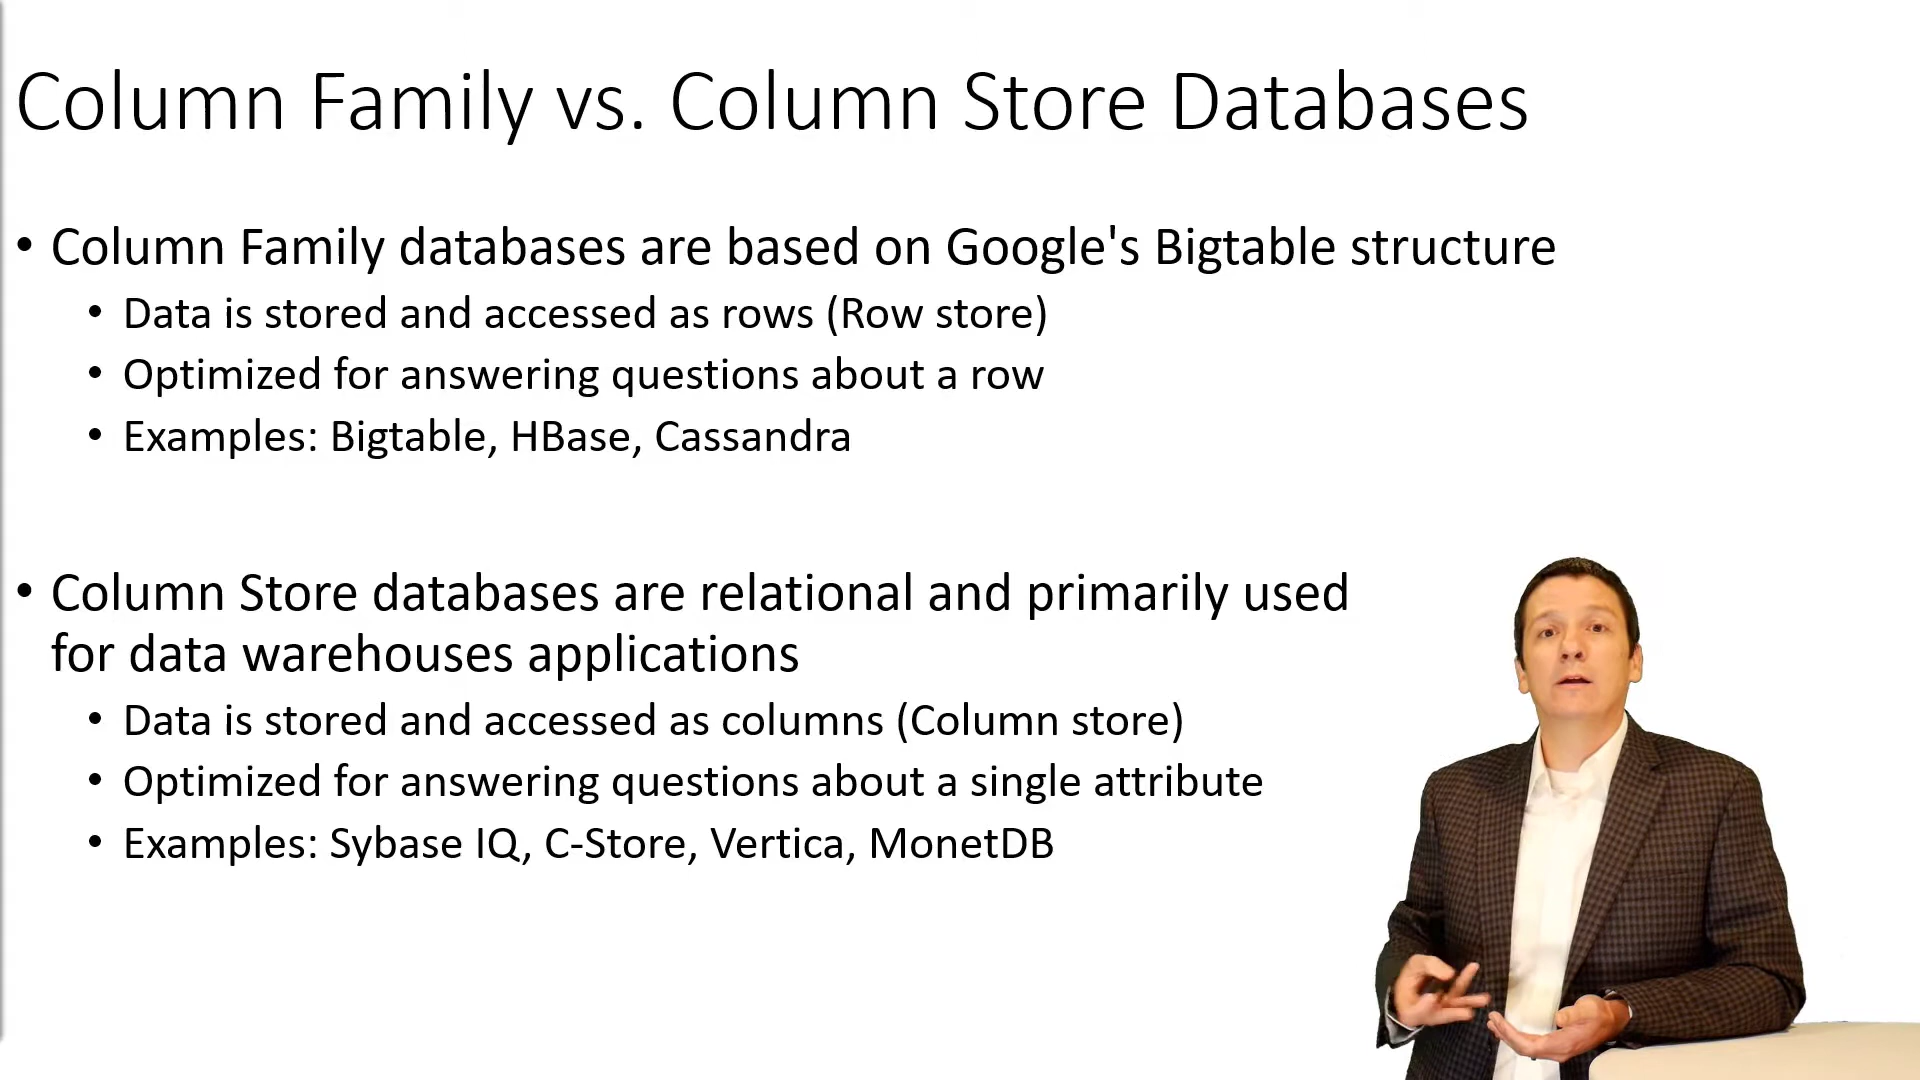 Column Family vs. Column Store Databases
• Column Family databases are based on Google's Bigtable structure
• Data is stored and accessed as rows (Row store)
• Optimized for answering questions about a row
• Examples: Bigtable, HBase, Cassandra
• Column Store databases are relational and primarily used
for data warehouses applications
• Data is stored and accessed as columns (Column store)
• Optimized for answering questions about a single attribute
• Examples: Sybase IQ, C-Store, Vertica, MonetDB